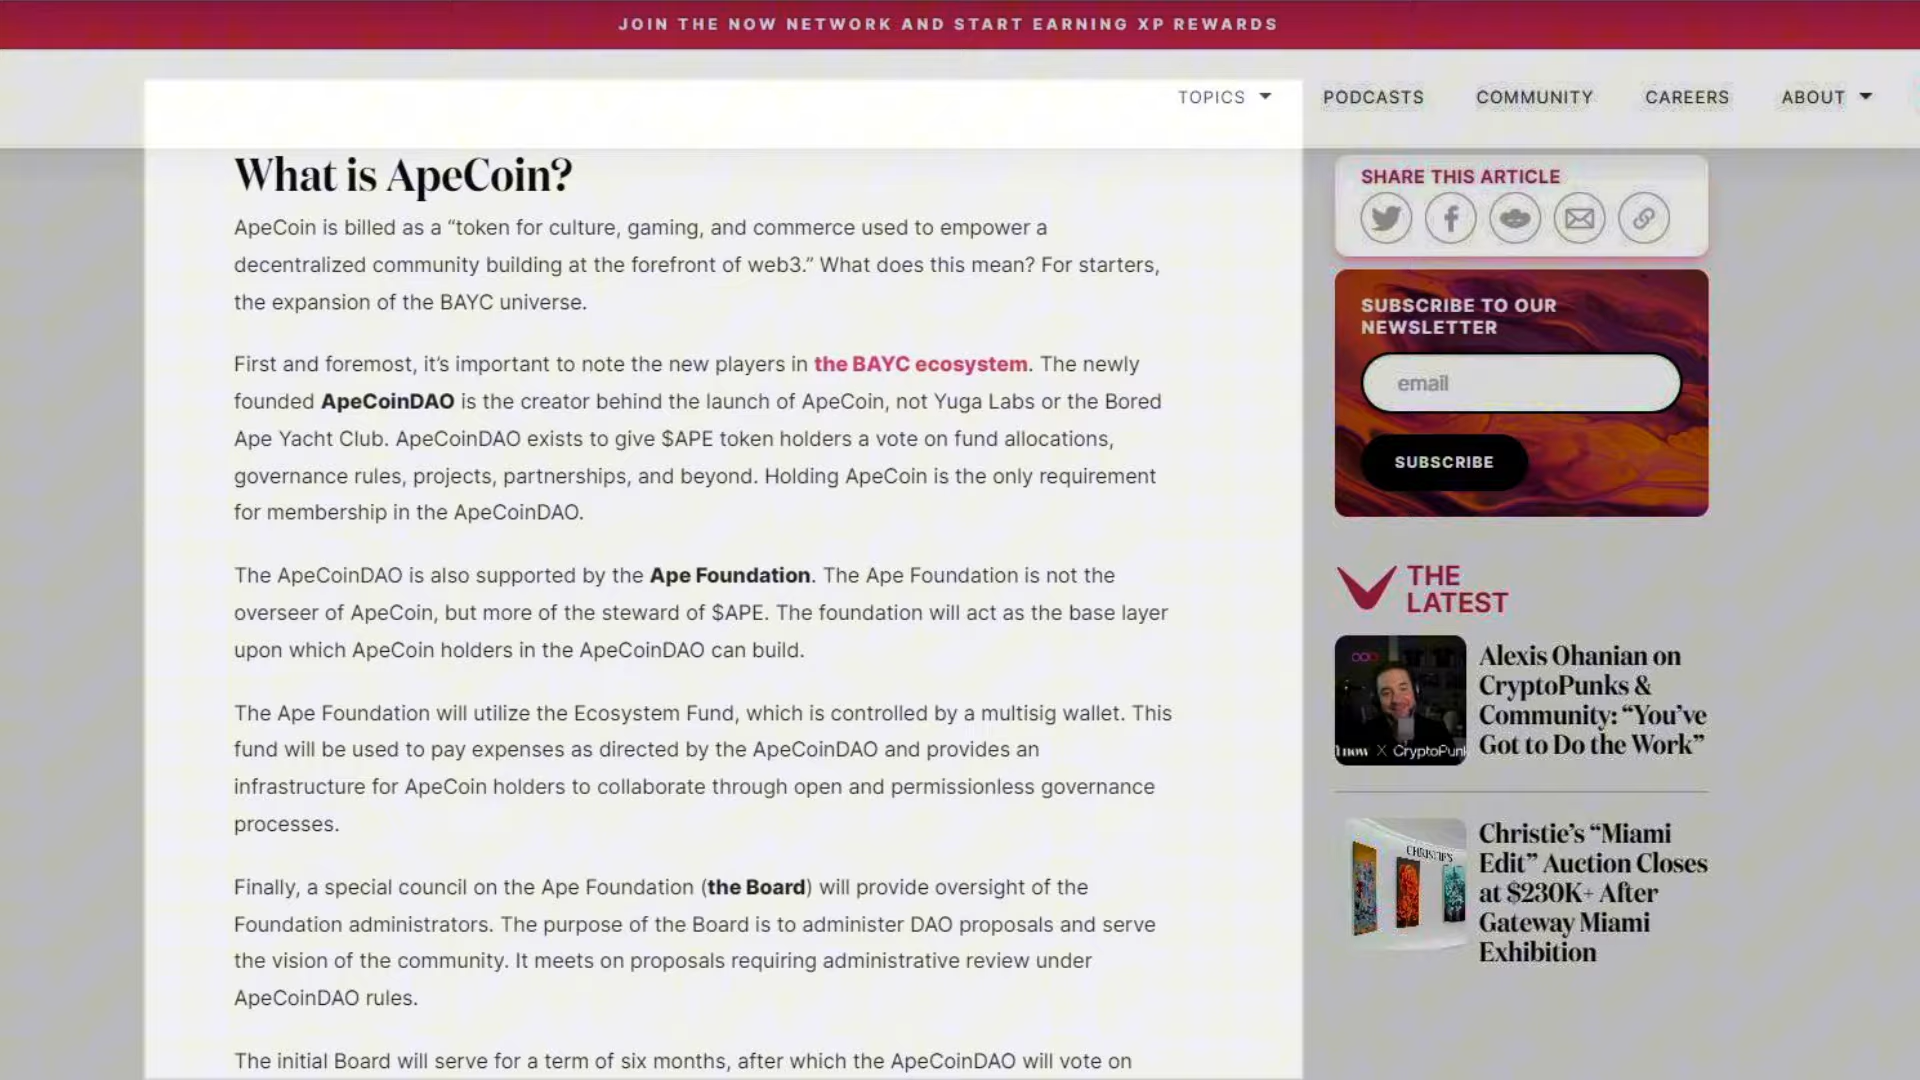 JOIN THE NOW NETWORK AND START EARNING XP REWARDS
TOPICS
PODCASTS
COMMUNITY
CAREERS
ABOUT
What is ApeCoin?
ApeCoin is billed as a “token for culture, gaming, and commerce used to empower a
decentralized community building at the forefront of web3.” What does this mean? For starters,
the expansion of the BAYC universe.
First and foremost, it’s important to note the new players in the BAYC ecosystem. The newly
founded ApeCoinDAO is the creator behind the launch of ApeCoin, not Yuga Labs or the Bored
Ape Yacht Club. ApeCoinDAO exists to give $APE token holders a vote on fund allocations,
governance rules, projects, partnerships, and beyond. Holding ApeCoin is the only requirement
for membership in the ApeCoinDAO.
The ApeCoinDAO is also supported by the Ape Foundation. The Ape Foundation is not the
overseer of ApeCoin, but more of the steward of $APE. The foundation will act as the base layer
upon which ApeCoin holders in the ApeCoinDAO can build.
The Ape Foundation will utilize the Ecosystem Fund, which is controlled by a multisig wallet. This
fund will be used to pay expenses as directed by the ApeCoinDAO and provides an
infrastructure for ApeCoin holders to collaborate through open and permissionless governance
processes.
Finally, a special council on the Ape Foundation (the Board) will provide oversight of the
Foundation administrators. The purpose of the Board is to administer DAO proposals and serve
the vision of the community. It meets on proposals requiring administrative review under
ApeCoinDAO rules.
The initial Board will serve for a term of six months, after which the ApeCoinDAO will vote on
SHARE THIS ARTICLE
SUBSCRIBE TO OUR
NEWSLETTER
email
SUBSCRIBE
THE
LATEST
now X CryptoPunk
Alexis Ohanian on
CryptoPunks &
Community: “You’ve
Got to Do the Work”
CHRISTIE'S
Christie’s “Miami
Edit” Auction Closes
at $230K+ After
Gateway Miami
Exhibition